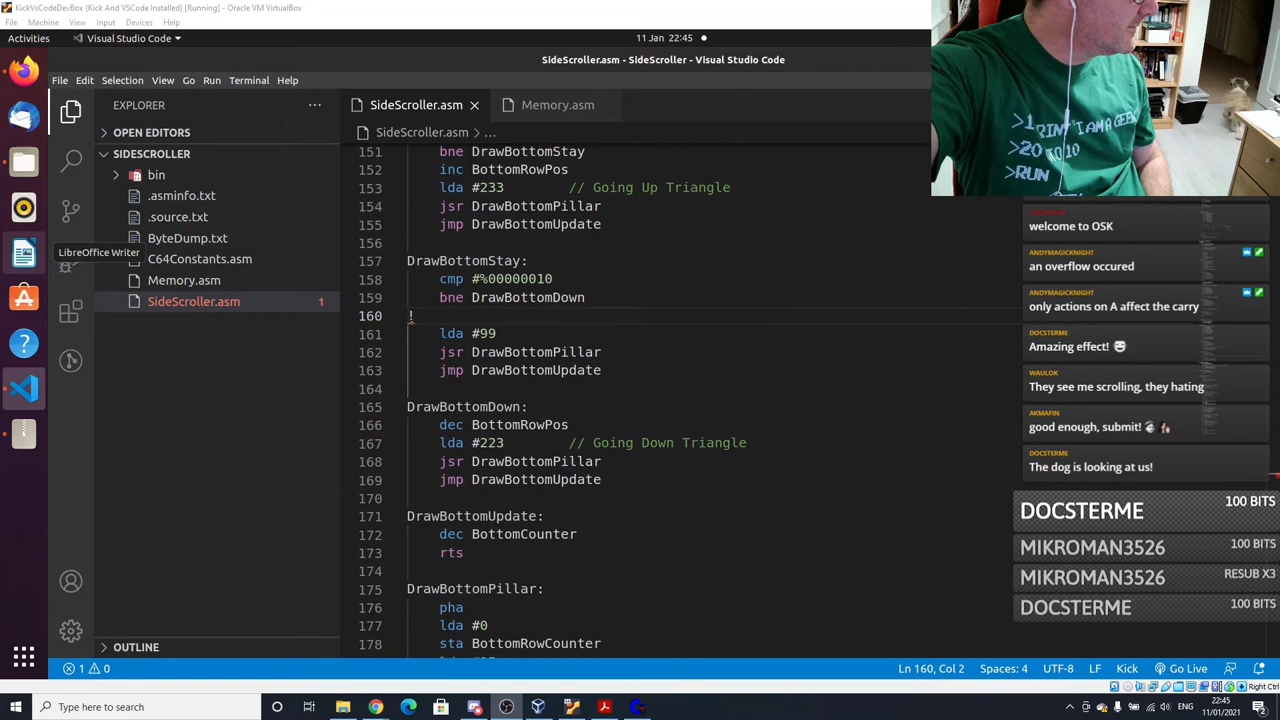 KickVsCodeDevBox (Kick And VSCode Installed) [Running] - Oracle VM VirtualBox
File Machine View Input Devices Help
Activities Visual Studio Code 11 Jan 22:45
SideScroller.asm - SideScroller - Visual Studio Code
File Edit Selection View Go Run Terminal Help
EXPLORER
OPEN EDITORS
SIDESCROLLER
bin
.asminfo.txt
.source.txt
ByteDump.txt
C64Constants.asm
Memory.asm
SideScroller.asm 1
OUTLINE
LibreOffice Writer
SideScroller.asm Memory.asm
SideScroller.asm > ...
151 bne DrawBottomStay
152 inc BottomRowPos
153 lda #233 // Going Up Triangle
154 jsr DrawBottomPillar
155 jmp DrawBottomUpdate
156
157 DrawBottomStay:
158 cmp #%00000010
159 bne DrawBottomDown
160 !
161 lda #99
162 jsr DrawBottomPillar
163 jmp DrawBottomUpdate
164
165 DrawBottomDown:
166 dec BottomRowPos
167 lda #223 // Going Down Triangle
168 jsr DrawBottomPillar
169 jmp DrawBottomUpdate
170
171 DrawBottomUpdate:
172 dec BottomCounter
173 rts
174
175 DrawBottomPillar:
176 pha
177 lda #0
178 sta BottomRowCounter
>RUN
welcome to OSK
ANDYMAGICKNIGHT
an overflow occured
ANDYMAGICKNIGHT
only actions on A affect the carry
DOCSTERME
Amazing effect!
WAULOK
They see me scrolling, they hating
AKMAFIN
good enough, submit!
DOCSTERME
The dog is looking at us!
DOCSTERME 100 BITS
MIKROMAN3526 100 BITS
MIKROMAN3526 RESUB X3
DOCSTERME 100 BITS
1 0 Ln 160, Col 2 Spaces: 4 UTF-8 LF Kick Go Live
Right Ctrl
Type here to search
22:45
11/01/2021